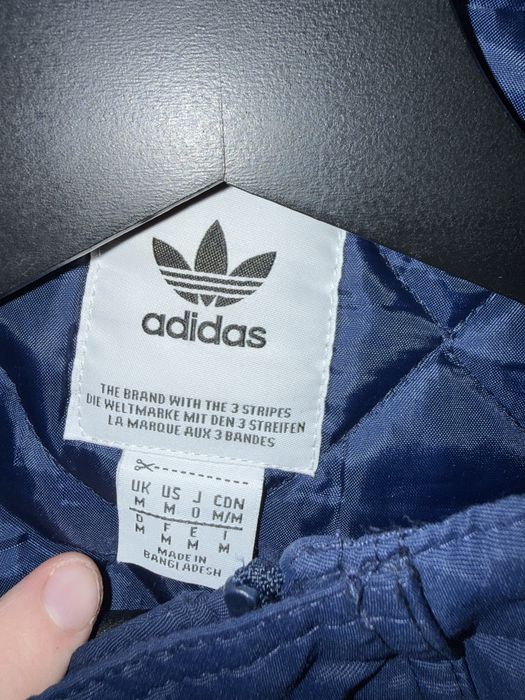 adidas
THE BRAND WITH THE 3 STRIPES
DIE WELTMARKE MIT DEN 3 STREIFEN
LA MARQUE AUX 3 BANDES
UK US J CDN
M M O M/M
D F E I
M M M M
MADE IN
BANGLADESH